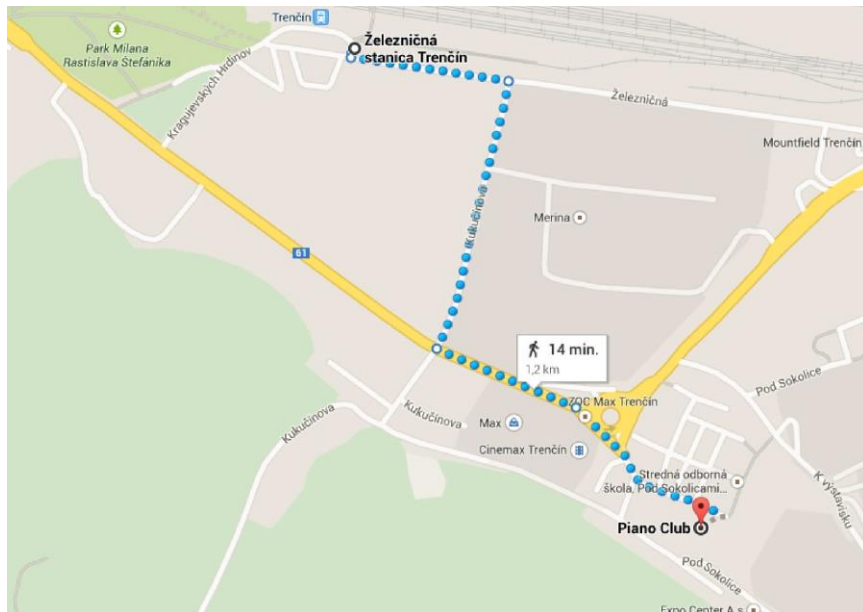 Trenčín
Železničná
stanica Trenčín
Park Milana
Rastislava Štefánika
Kragujevských Hrdinov
Železničná
Mountfield Trenčín
Merina
Kukučínova
61
14 min.
1,2 km
ZOC Max Trenčín
Pod Sokolice
Kukučínova
Kukučínova
Max
Cinemax Trenčín
Stredná odborná
škola, Pod Sokolicami...
K výstavisku
Piano Club
Pod Sokolice
Expo Center A.s